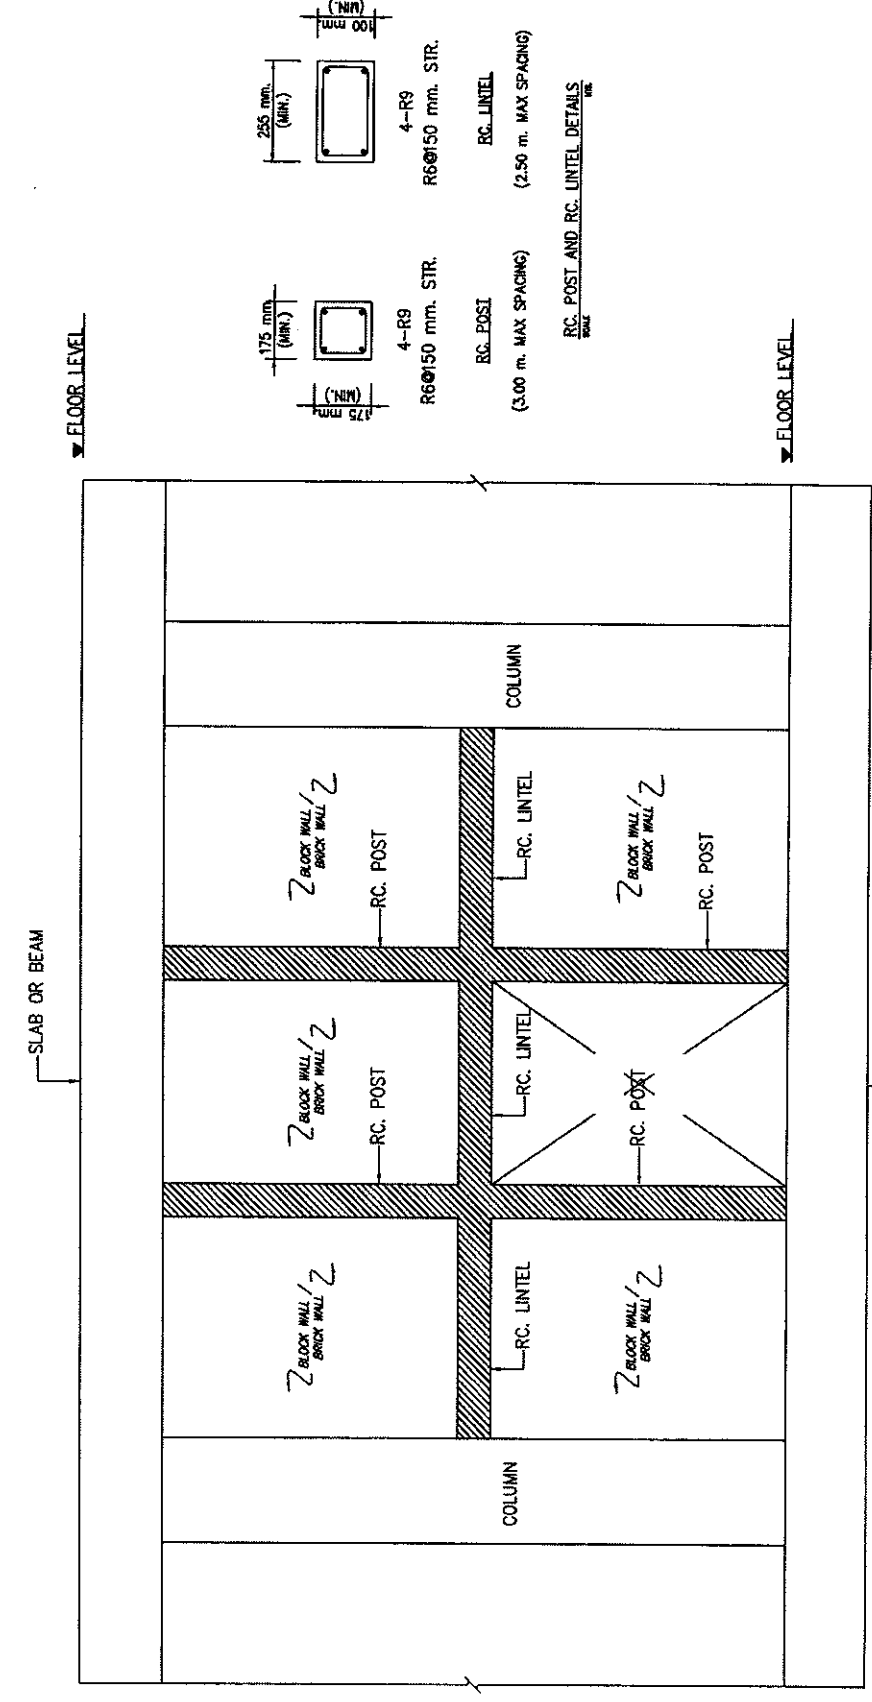 SLAB OR BEAM
FLOOR LEVEL
BLOCK WALL
BRICK WALL
BLOCK WALL
BRICK WALL
BLOCK WALL
BRICK WALL
RC. POST
RC. POST
COLUMN
COLUMN
RC. LINTEL
RC. LINTEL
RC. LINTEL
BLOCK WALL
BRICK WALL
RC. POST
BLOCK WALL
BRICK WALL
RC. POST
FLOOR LEVEL
175 mm.
(MIN.)
175 mm.
(MIN.)
4-R9
R6@150 mm. STR.
RC. POST
(3.00 m. MAX SPACING)
255 mm.
(MIN.)
100 mm.
(MIN.)
4-R9
R6@150 mm. STR.
RC. LINTEL
(2.50 m. MAX SPACING)
RC. POST AND RC. LINTEL DETAILS
SCALE